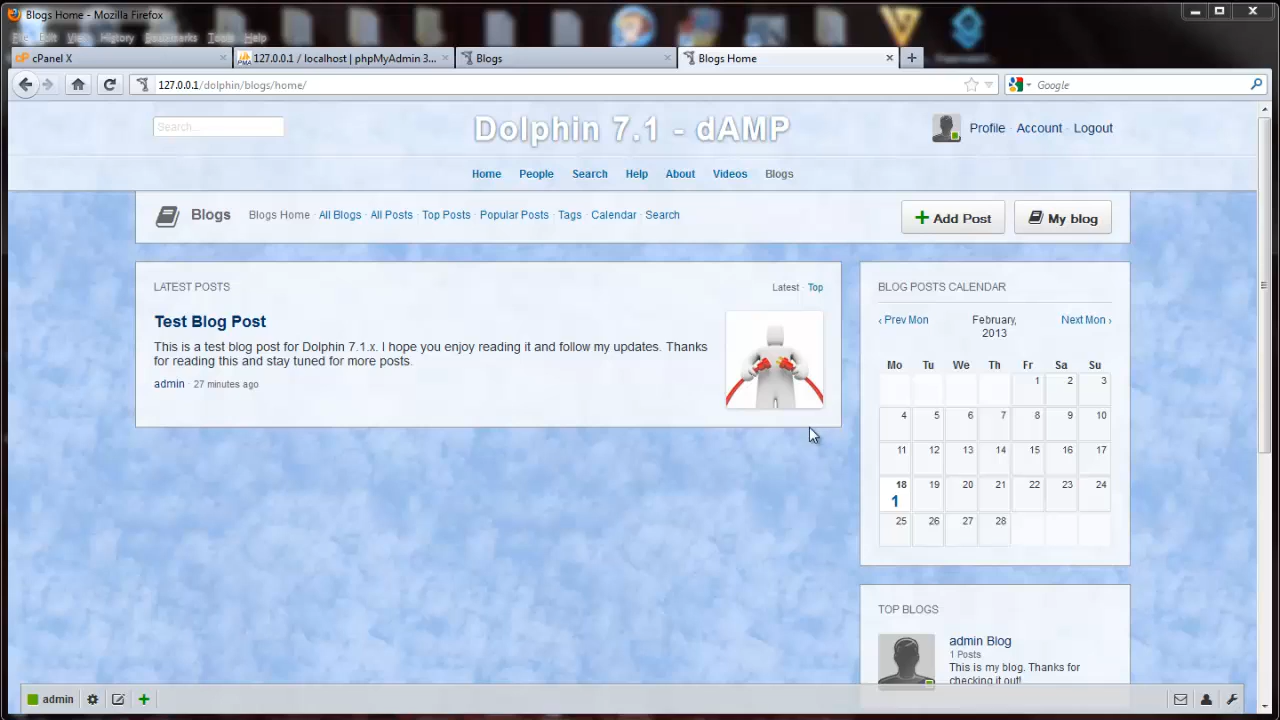 Blogs Home - Mozilla Firefox
File Edit View History Bookmarks Tools Help
cPanel X
127.0.0.1 / localhost | phpMyAdmin 3...
Blogs
Blogs Home
127.0.0.1/dolphin/blogs/home/
Google
Search...
Dolphin 7.1 - dAMP
Profile · Account · Logout
Home People Search Help About Videos Blogs
Blogs
Blogs Home · All Blogs · All Posts · Top Posts · Popular Posts · Tags · Calendar · Search
Add Post
My blog
LATEST POSTS
Latest · Top
Test Blog Post
This is a test blog post for Dolphin 7.1.x. I hope you enjoy reading it and follow my updates. Thanks
for reading this and stay tuned for more posts.
admin · 27 minutes ago
BLOG POSTS CALENDAR
‹ Prev Mon
February,
2013
Next Mon ›
Mo Tu We Th Fr Sa Su
1 2 3
4 5 6 7 8 9 10
11 12 13 14 15 16 17
18 19 20 21 22 23 24
1
25 26 27 28
TOP BLOGS
admin Blog
1 Posts
This is my blog. Thanks for
checking it out!
admin